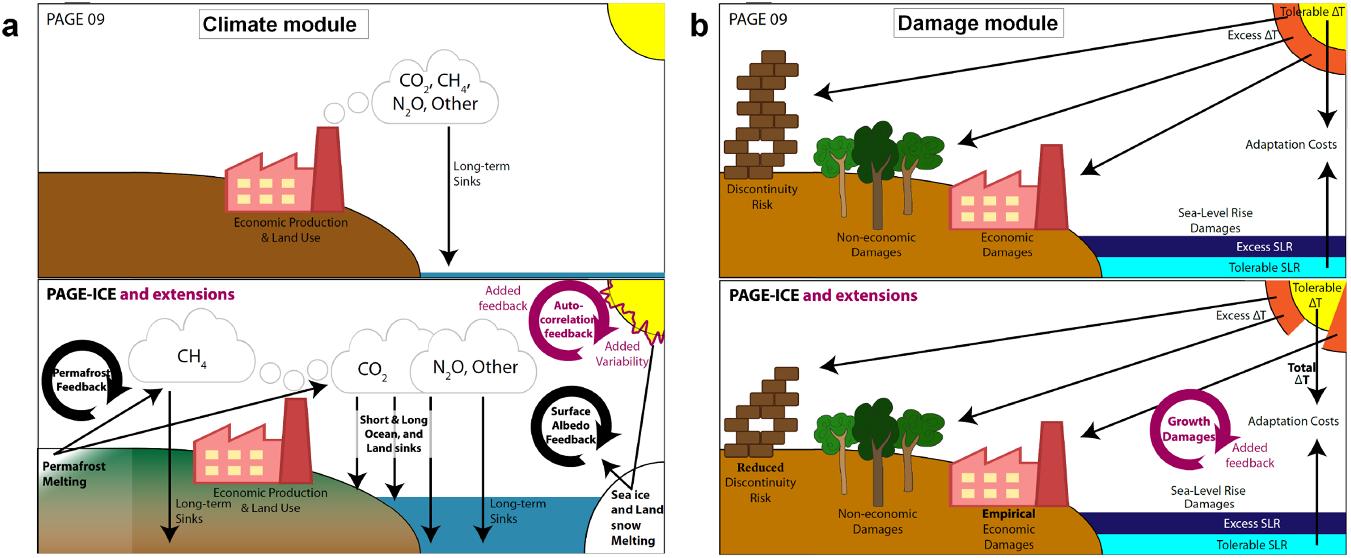 a
PAGE 09
Climate module
CO2, CH4,
N2O, Other
Long-term
Sinks
Economic Production
& Land Use
PAGE-ICE and extensions
Added
feedback
Auto-
correlation
feedback
Added
Variability
CH4
CO2
N2O, Other
Permafrost
Feedback
Surface
Albedo
Feedback
Short & Long
Ocean, and
Land sinks
Permafrost
Melting
Economic Production
& Land Use
Long-term
Sinks
Long-term
Sinks
Sea ice
and Land
snow
Melting
b
PAGE 09
Damage module
Tolerable ΔT
Excess ΔT
Adaptation Costs
Discontinuity
Risk
Non-economic
Damages
Economic
Damages
Sea-Level Rise
Damages
Excess SLR
Tolerable SLR
PAGE-ICE and extensions
Tolerable
ΔT
Excess ΔT
Total
ΔT
Adaptation Costs
Growth
Damages
Added
feedback
Reduced
Discontinuity
Risk
Non-economic
Damages
Empirical
Economic
Damages
Sea-Level Rise
Damages
Excess SLR
Tolerable SLR